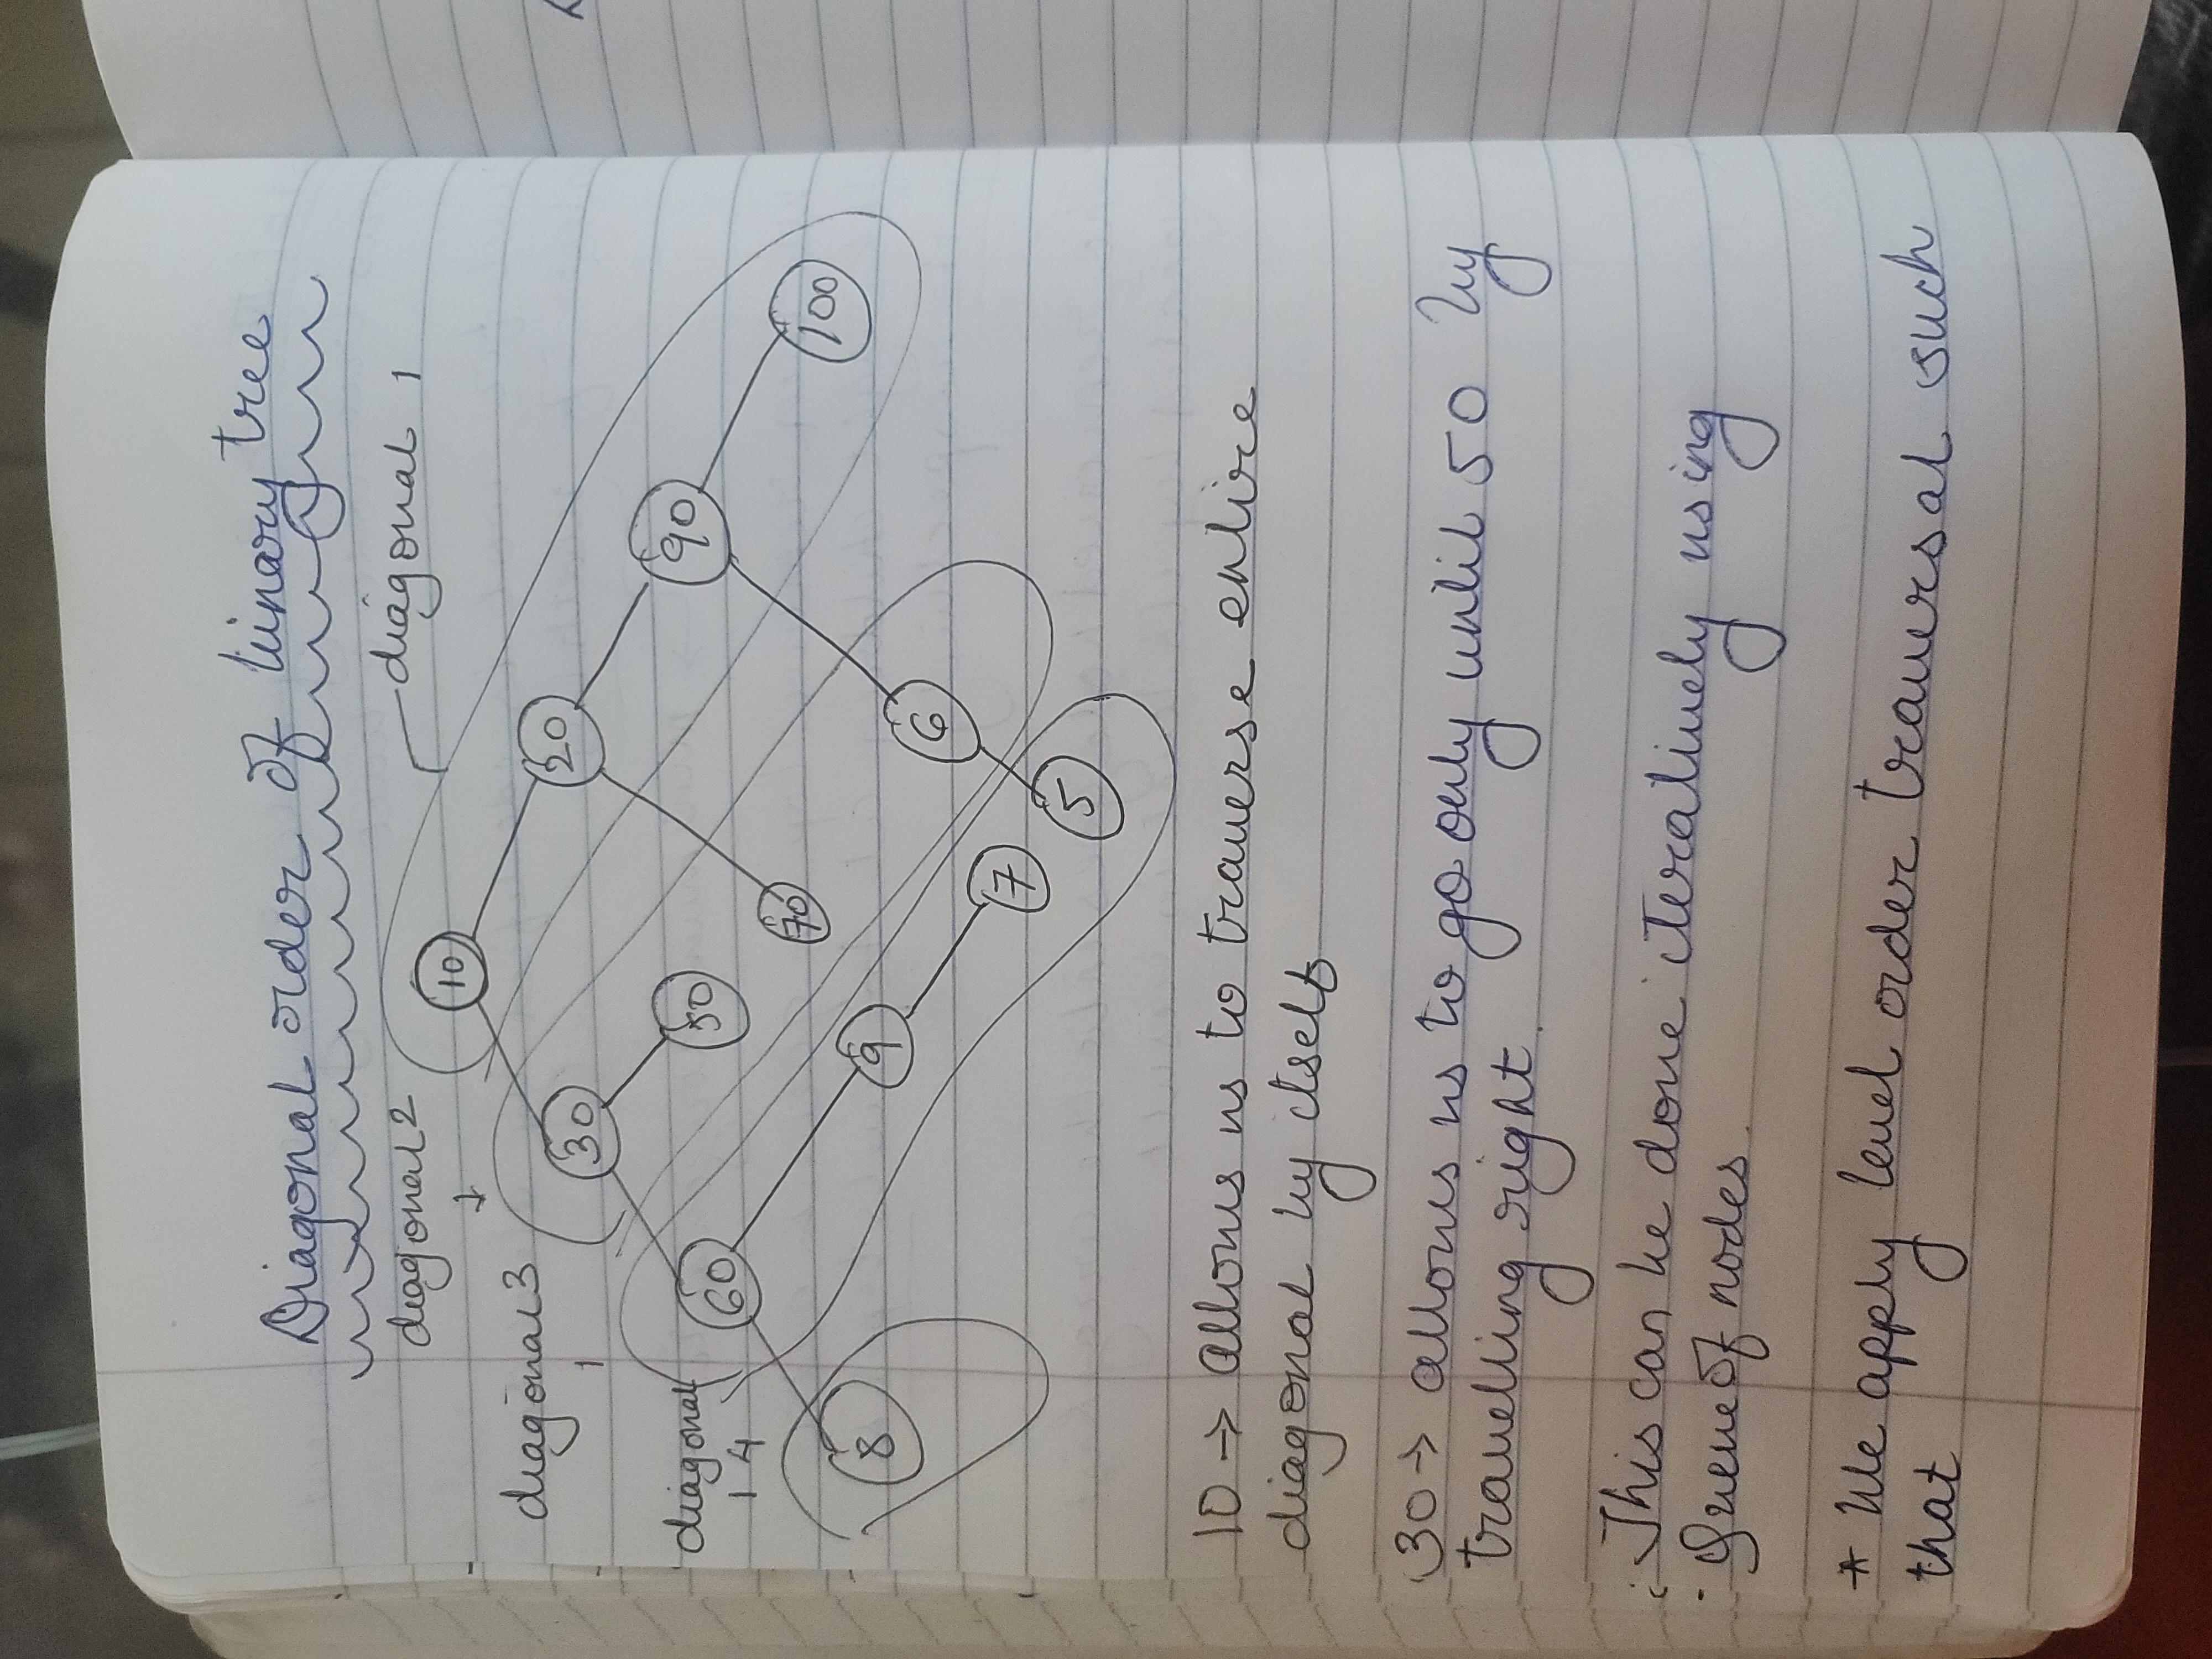 Diagonal order of binary tree
diagonal 2
diagonal 1
10
diagonal 3
30
20
diagonal
4
60
50
90
70
100
8
9
6
7
5
10 → allows us to traverse entire
diagonal by itself
30 → allows us to go only until 50 by
travelling right.
This can be done iteratively using
Queue of nodes.
* We apply level order traversal such
that